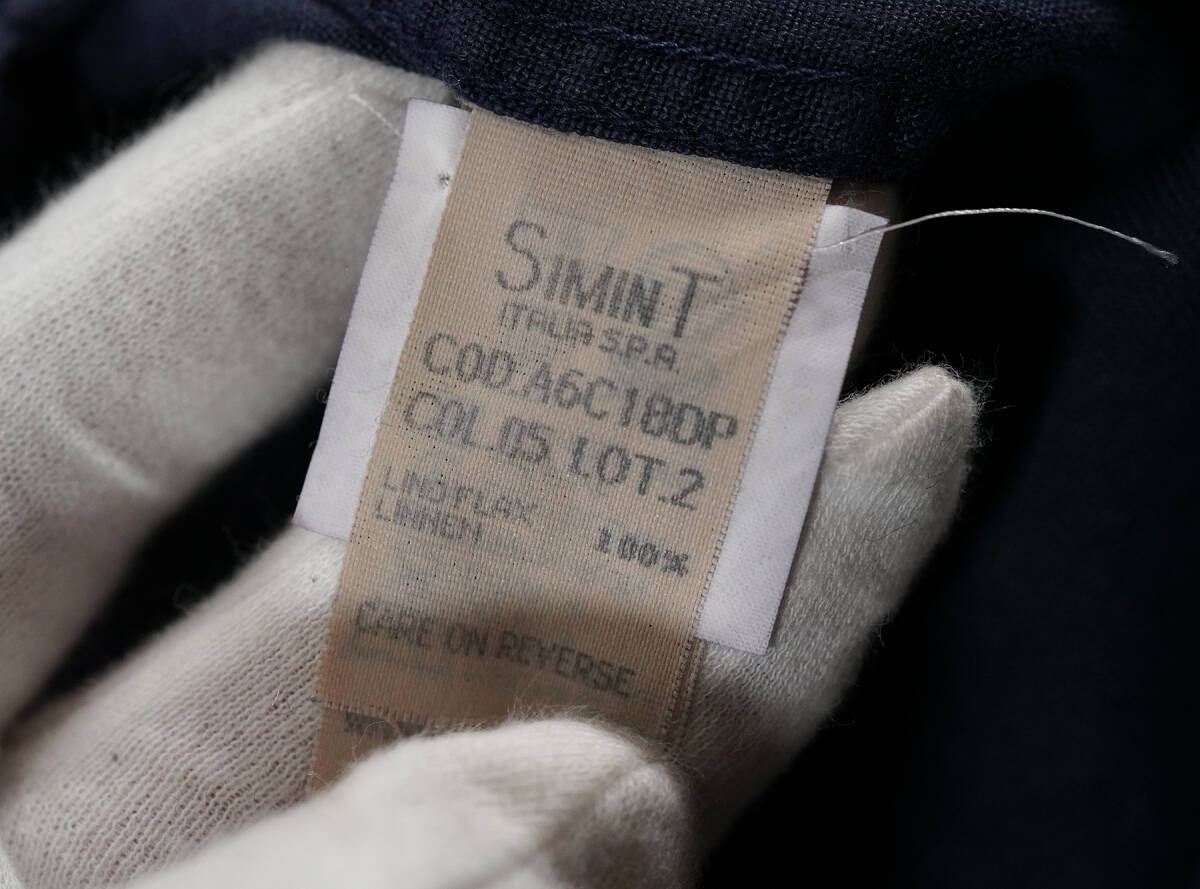 SIMINT
ITALIA S.P.A.
COD.A6C18DP
COL.05 LOT.2
LINO FLAX
LINNEN 100%
CARE ON REVERSE